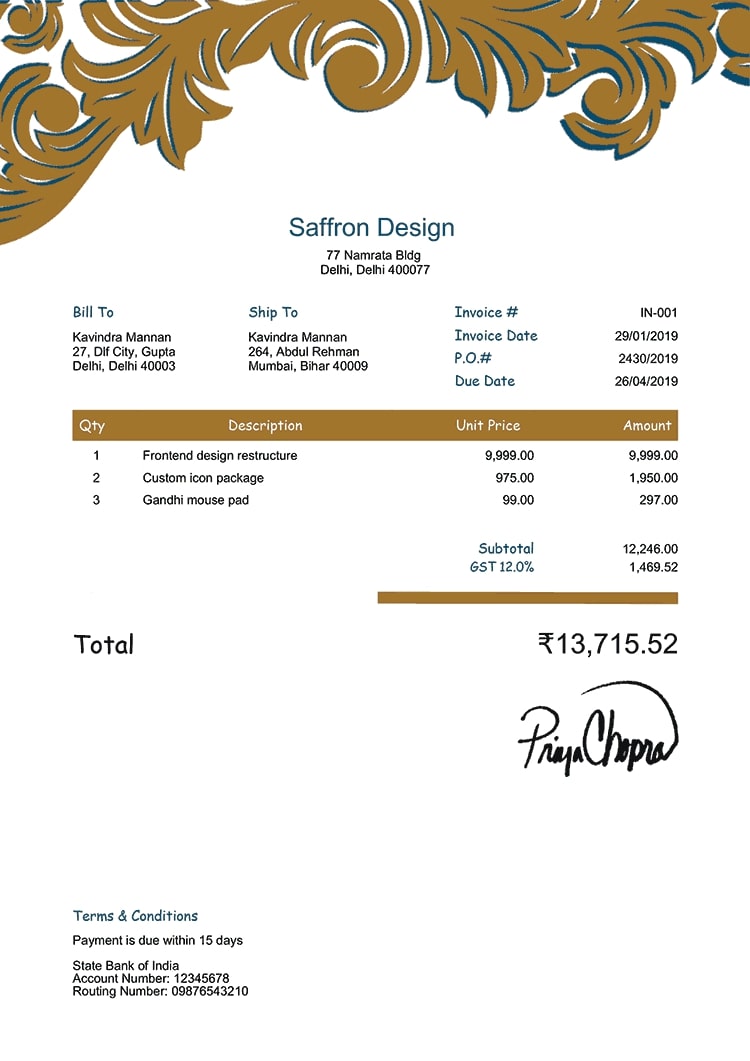 Saffron Design
77 Namrata Bldg
Delhi, Delhi 400077
Bill To
Kavindra Mannan
27, Dlf City, Gupta
Delhi, Delhi 40003
Ship To
Kavindra Mannan
264, Abdul Rehman
Mumbai, Bihar 40009
Invoice # IN-001
Invoice Date 29/01/2019
P.O.# 2430/2019
Due Date 26/04/2019
Qty Description Unit Price Amount
1 Frontend design restructure 9,999.00 9,999.00
2 Custom icon package 975.00 1,950.00
3 Gandhi mouse pad 99.00 297.00
Subtotal 12,246.00
GST 12.0% 1,469.52
Total ₹13,715.52
Priya Chopra
Terms & Conditions
Payment is due within 15 days
State Bank of India
Account Number: 12345678
Routing Number: 09876543210